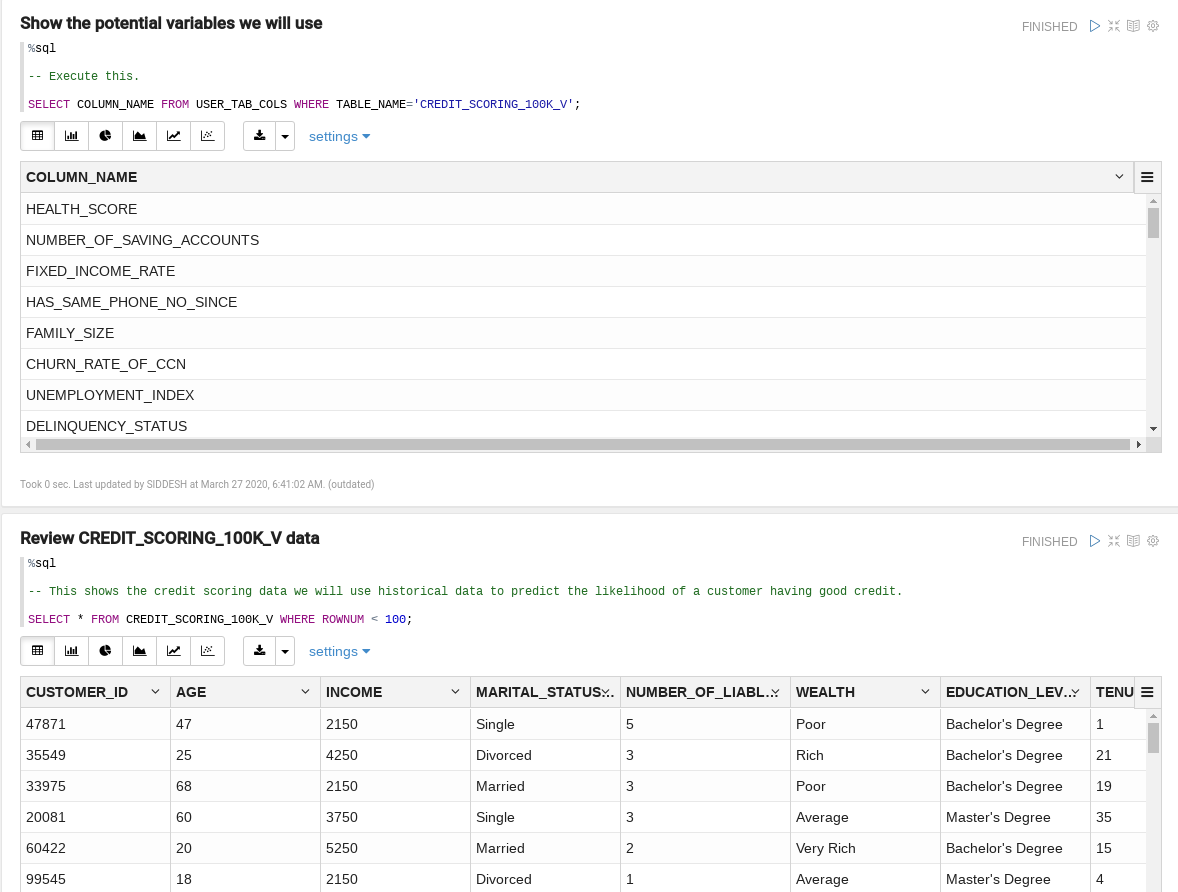 Show the potential variables we will use
FINISHED
%sql
-- Execute this.
SELECT COLUMN_NAME FROM USER_TAB_COLS WHERE TABLE_NAME='CREDIT_SCORING_100K_V';
settings
COLUMN_NAME
HEALTH_SCORE
NUMBER_OF_SAVING_ACCOUNTS
FIXED_INCOME_RATE
HAS_SAME_PHONE_NO_SINCE
FAMILY_SIZE
CHURN_RATE_OF_CCN
UNEMPLOYMENT_INDEX
DELINQUENCY_STATUS
Took 0 sec. Last updated by SIDDESH at March 27 2020, 6:41:02 AM. (outdated)
Review CREDIT_SCORING_100K_V data
FINISHED
%sql
-- This shows the credit scoring data we will use historical data to predict the likelihood of a customer having good credit.
SELECT * FROM CREDIT_SCORING_100K_V WHERE ROWNUM < 100;
settings
CUSTOMER_ID AGE INCOME MARITAL_STATUS... NUMBER_OF_LIABL... WEALTH EDUCATION_LEV... TENU
47871 47 2150 Single 5 Poor Bachelor's Degree 1
35549 25 4250 Divorced 3 Rich Bachelor's Degree 21
33975 68 2150 Married 3 Poor Bachelor's Degree 19
20081 60 3750 Single 3 Average Master's Degree 35
60422 20 5250 Married 2 Very Rich Bachelor's Degree 15
99545 18 2150 Divorced 1 Average Master's Degree 4